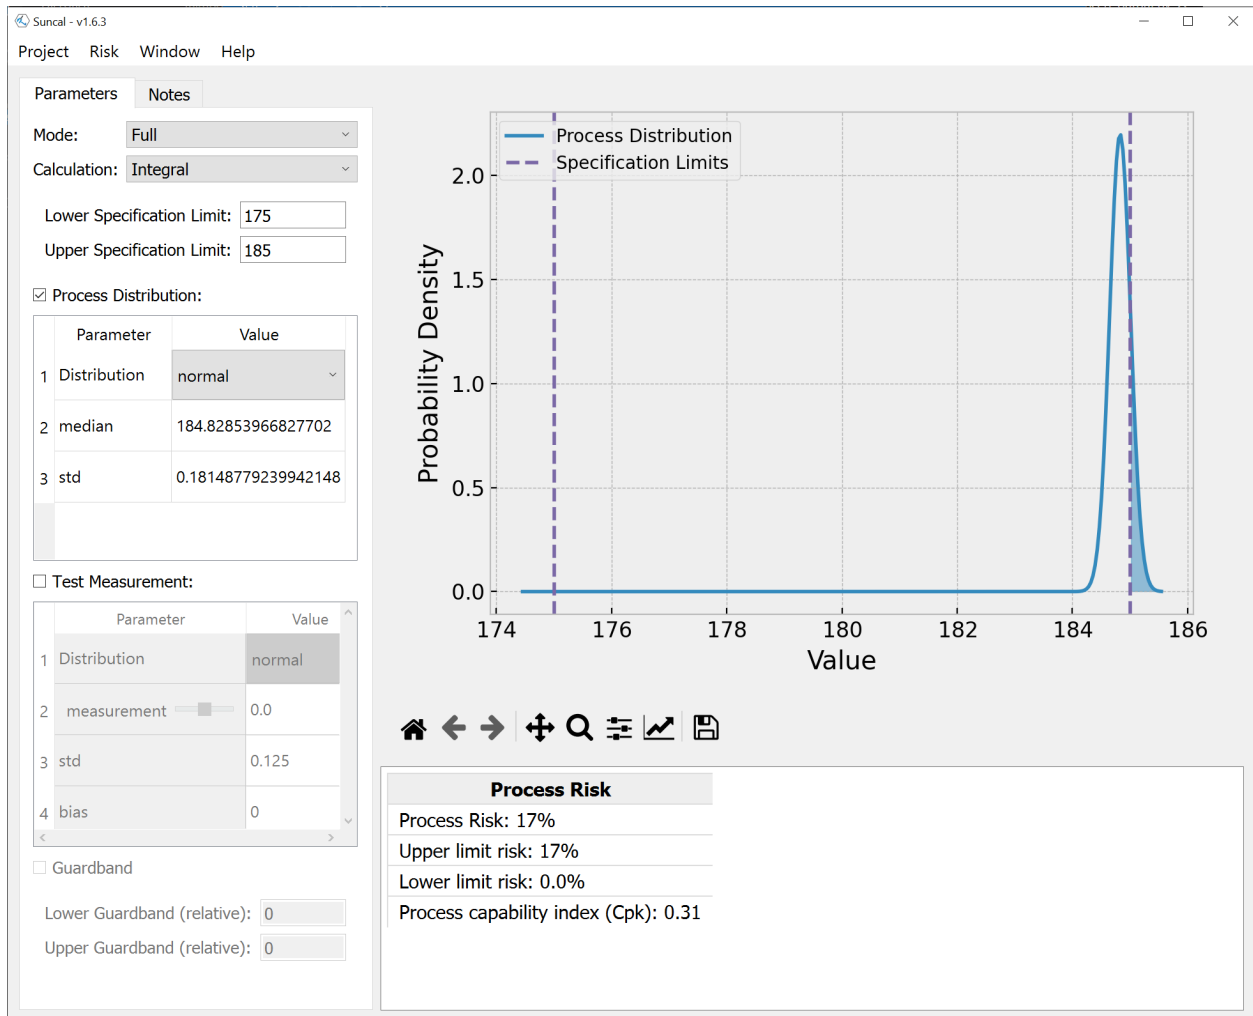 Suncal - v1.6.3
Project Risk Window Help
Parameters Notes
Mode: Full
Calculation: Integral
Lower Specification Limit: 175
Upper Specification Limit: 185
Process Distribution:
Parameter Value
1 Distribution normal
2 median 184.82853966827702
3 std 0.18148779239942148
Test Measurement:
Parameter Value
1 Distribution normal
2 measurement 0.0
3 std 0.125
4 bias 0
Guardband
Lower Guardband (relative): 0
Upper Guardband (relative): 0
Process Distribution
Specification Limits
Probability Density
2.0
1.5
1.0
0.5
0.0
174 176 178 180 182 184 186
Value
Process Risk
Process Risk: 17%
Upper limit risk: 17%
Lower limit risk: 0.0%
Process capability index (Cpk): 0.31